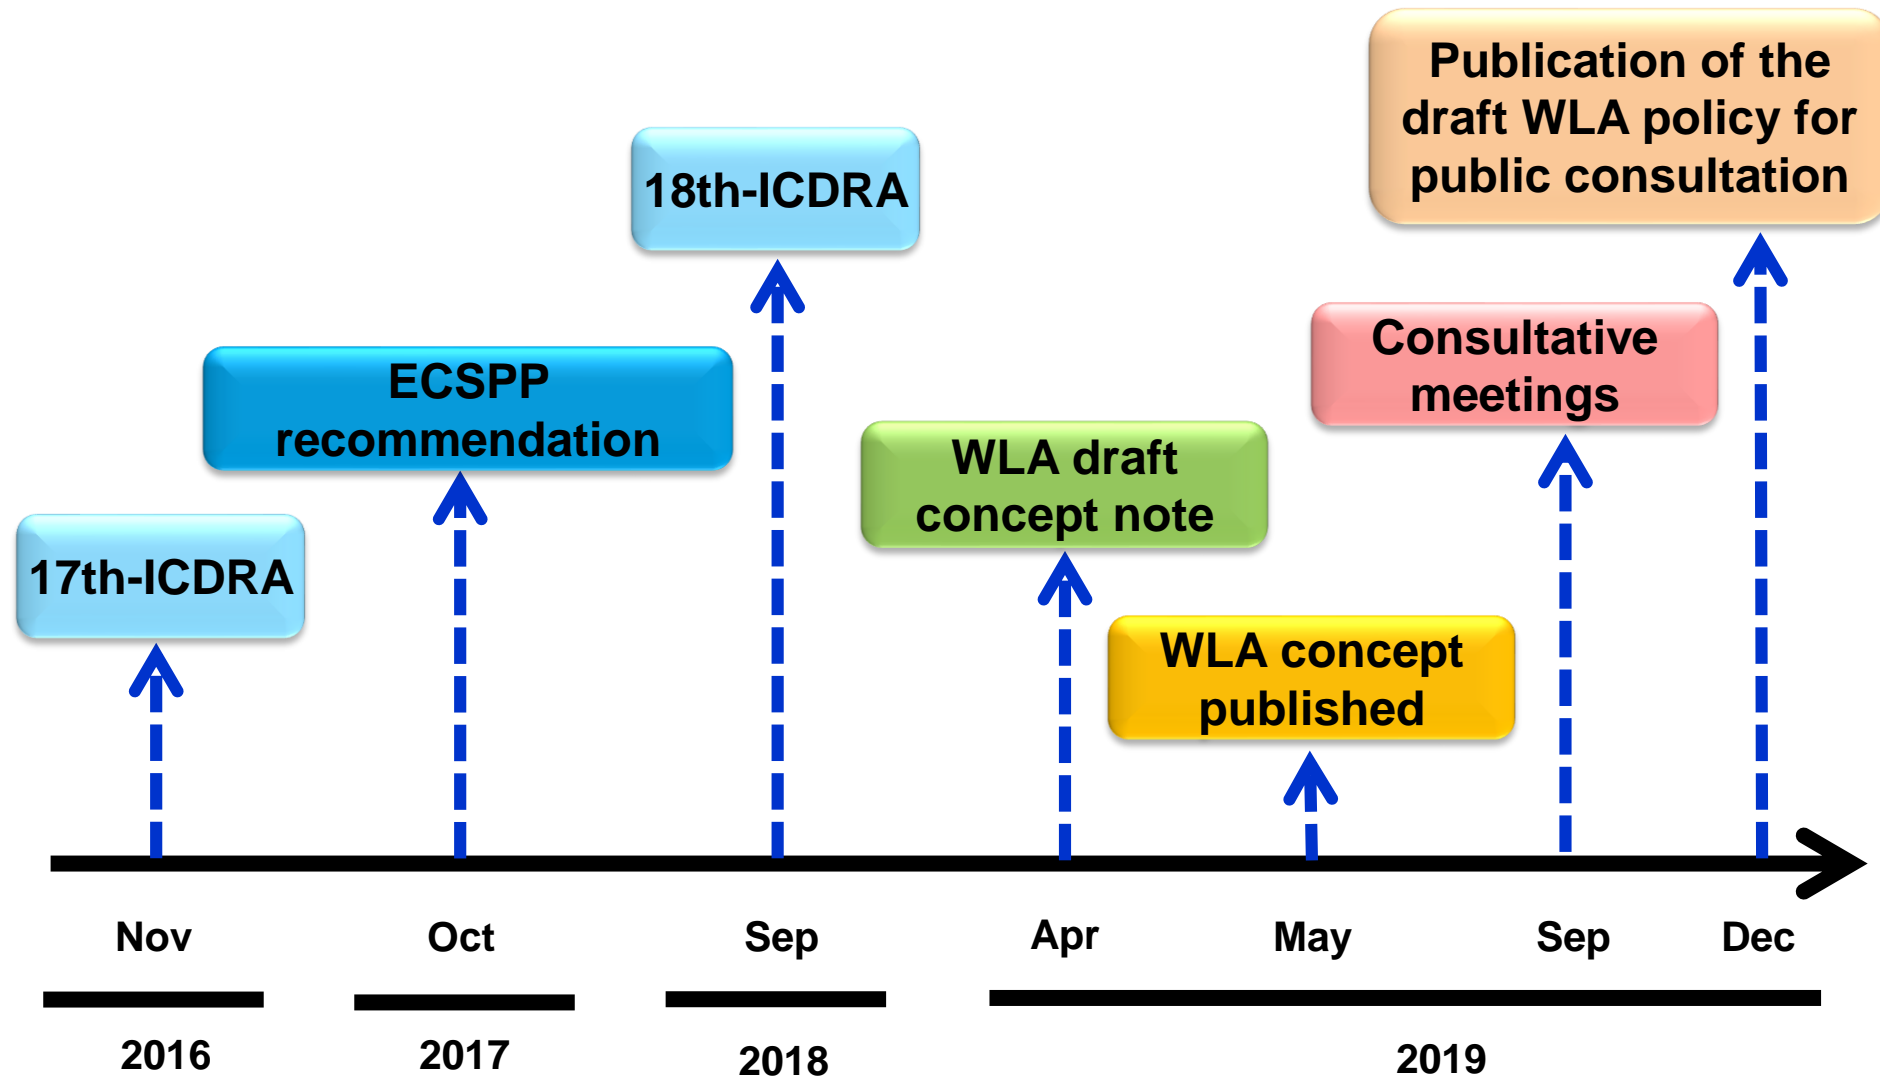 Publication of the
draft WLA policy for
public consultation
18th-ICDRA
Consultative
meetings
ECSPP
recommendation
WLA draft
concept note
17th-ICDRA
WLA concept
published
Nov
Oct
Sep
Apr
May
Sep
Dec
2016
2017
2018
2019